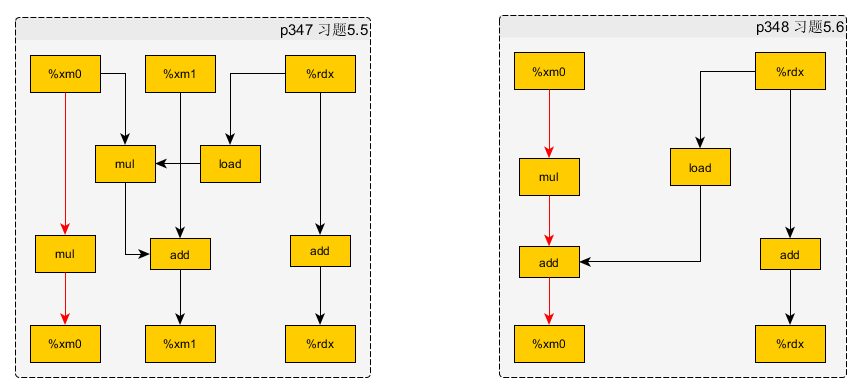 p347 习题5.5
%xm0
%xm1
%rdx
mul
load
mul
add
add
%xm0
%xm1
%rdx
p348 习题5.6
%xm0
%rdx
mul
load
add
add
%xm0
%rdx